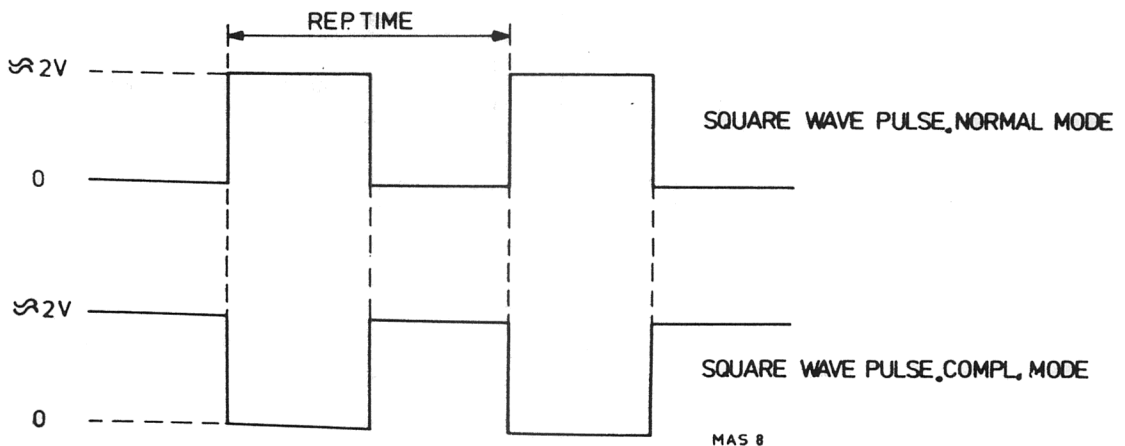 REP. TIME
≈2V
SQUARE WAVE PULSE, NORMAL MODE
0
≈2V
SQUARE WAVE PULSE, COMPL. MODE
0
MAS 8